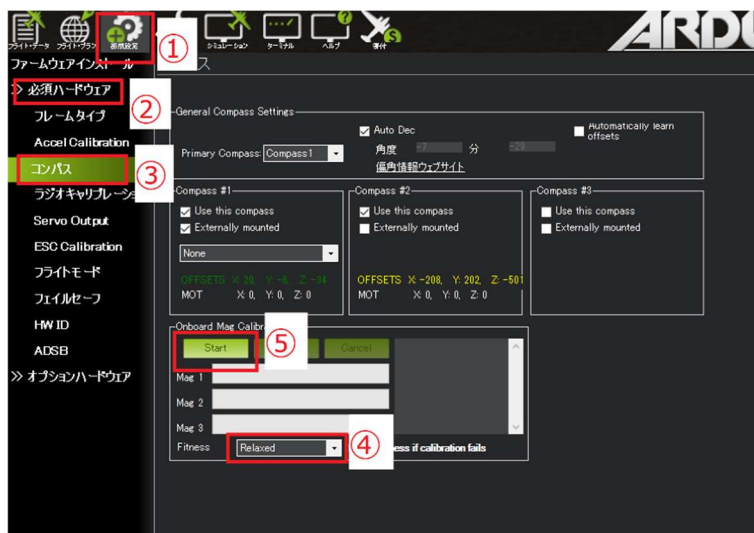 フライト・データ フライト・プラン 初期設定 シミュレーション ターミナル ヘルプ 寄付
ARDU
①
ファームウェアインストール
ス
≫ 必須ハードウェア
②
フレームタイプ
Accel Calibration
コンパス
③
ラジオキャリブレーショ
Servo Output
ESC Calibration
フライトモード
フェイルセーフ
HW ID
ADSB
≫ オプションハードウェア
General Compass Settings
Primary Compass: Compass1
Auto Dec
角度 -7 分 -29
偏角情報ウェブサイト
Automatically learn
offsets
Compass #1
Use this compass
Externally mounted
None
OFFSETS X: 20, Y: -8, Z: -34
MOT X: 0, Y: 0, Z: 0
Compass #2
Use this compass
Externally mounted
OFFSETS X: -208, Y: 202, Z: -501
MOT X: 0, Y: 0, Z: 0
Compass #3
Use this compass
Externally mounted
Onboard Mag Calibra
Start Cancel
⑤
Mag 1
Mag 2
Mag 3
Fitness Relaxed
④
ess if calibration fails